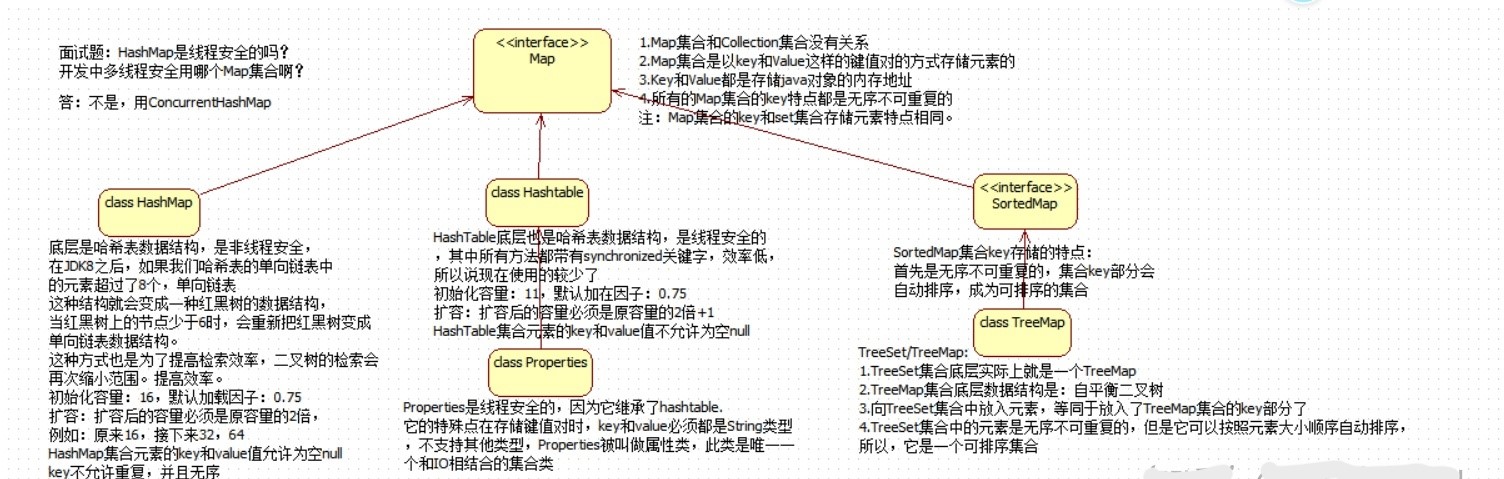 面试题：HashMap是线程安全的吗？
开发中多线程安全用哪个Map集合啊？
答：不是，用ConcurrentHashMap
<<interface>>
Map
1.Map集合和Collection集合没有关系
2.Map集合是以key和Value这样的键值对的方式存储元素的
3.Key和Value都是存储java对象的内存地址
4.所有的Map集合的key特点都是无序不可重复的
注：Map集合的key和set集合存储元素特点相同。
class HashMap
底层是哈希表数据结构，是非线程安全，
在JDK8之后，如果我们哈希表的单向链表中
的元素超过了8个，单向链表
这种结构就会变成一种红黑树的数据结构，
当红黑树上的节点少于6时，会重新把红黑树变成
单向链表数据结构。
这种方式也是为了提高检索效率，二叉树的检索会
再次缩小范围。提高效率。
初始化容量：16，默认加载因子：0.75
扩容：扩容后的容量必须是原容量的2倍，
例如：原来16，接下来32，64
HashMap集合元素的key和value值允许为空null
key不允许重复，并且无序
class Hashtable
HashTable底层也是哈希表数据结构，是线程安全的
，其中所有方法都带有synchronized关键字，效率低，
所以说现在使用的较少了
初始化容量：11，默认加在因子：0.75
扩容：扩容后的容量必须是原容量的2倍+1
HashTable集合元素的key和value值不允许为空null
class Properties
Properties是线程安全的，因为它继承了hashtable.
它的特殊点在存储键值对时，key和value必须都是String类型
，不支持其他类型，Properties被叫做属性类，此类是唯一一
个和IO相结合的集合类
<<interface>>
SortedMap
SortedMap集合key存储的特点：
首先是无序不可重复的，集合key部分会
自动排序，成为可排序的集合
class TreeMap
TreeSet/TreeMap:
1.TreeSet集合底层实际上就是一个TreeMap
2.TreeMap集合底层数据结构是：自平衡二叉树
3.向TreeSet集合中放入元素，等同于放入了TreeMap集合的key部分了
4.TreeSet集合中的元素是无序不可重复的，但是它可以按照元素大小顺序自动排序，
所以，它是一个可排序集合